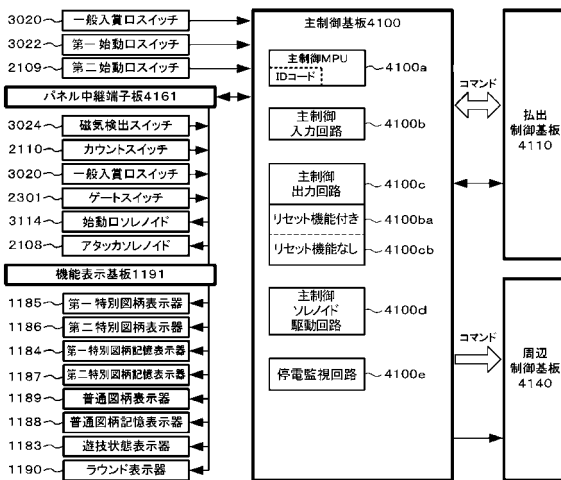 3020 一般入賞口スイッチ
3022 第一始動口スイッチ
2109 第二始動口スイッチ
パネル中継端子板4161
3024 磁気検出スイッチ
2110 カウントスイッチ
3020 一般入賞口スイッチ
2301 ゲートスイッチ
3114 始動口ソレノイド
2108 アタッカソレノイド
機能表示基板1191
1185 第一特別図柄表示器
1186 第二特別図柄表示器
1184 第一特別図柄記憶表示器
1187 第二特別図柄記憶表示器
1189 普通図柄表示器
1188 普通図柄記憶表示器
1183 遊技状態表示器
1190 ラウンド表示器
主制御基板4100
主制御MPU
IDコード
4100a
主制御
入力回路
4100b
主制御
出力回路
4100c
リセット機能付き
4100ba
リセット機能なし
4100cb
主制御
ソレノイド
駆動回路
4100d
停電監視回路
4100e
コマンド
払出
制御基板
4110
コマンド
周辺
制御基板
4140